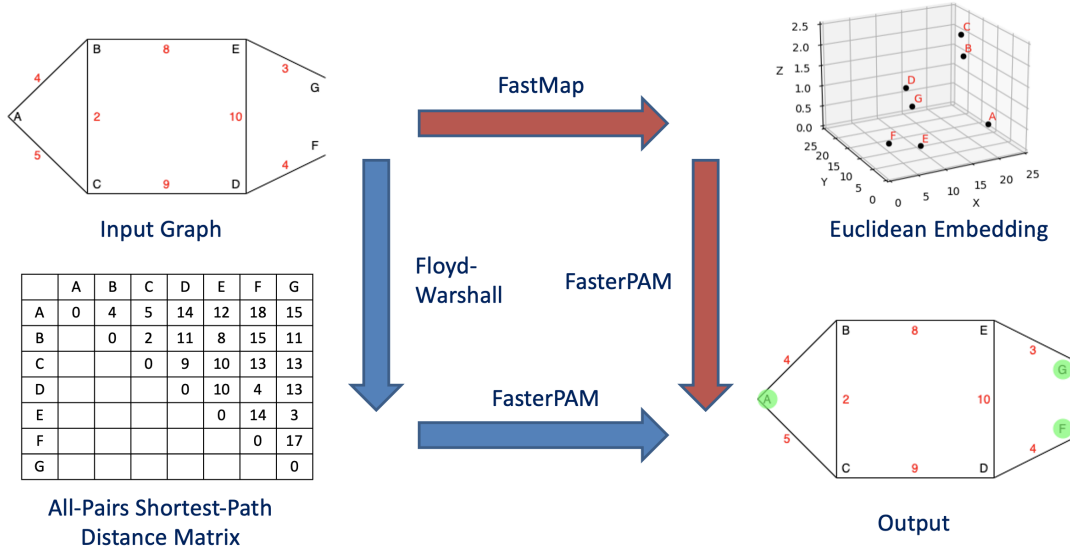 B 8 E
4 3
G
A 2 10
F
5 4
C 9 D
Input Graph
FastMap
2.5
2.0
1.5
1.0
0.5
0.0
Z
25
20
15
10
5
0
Y
0 5 10 15 20 25
X
C
B
D
G
A
F
E
Euclidean Embedding
Floyd-
Warshall
FasterPAM
FasterPAM
A B C D E F G
A 0 4 5 14 12 18 15
B 0 2 11 8 15 11
C 0 9 10 13 13
D 0 10 4 13
E 0 14 3
F 0 17
G 0
All-Pairs Shortest-Path
Distance Matrix
B 8 E
4 3
G
A 2 10
F
5 4
C 9 D
Output